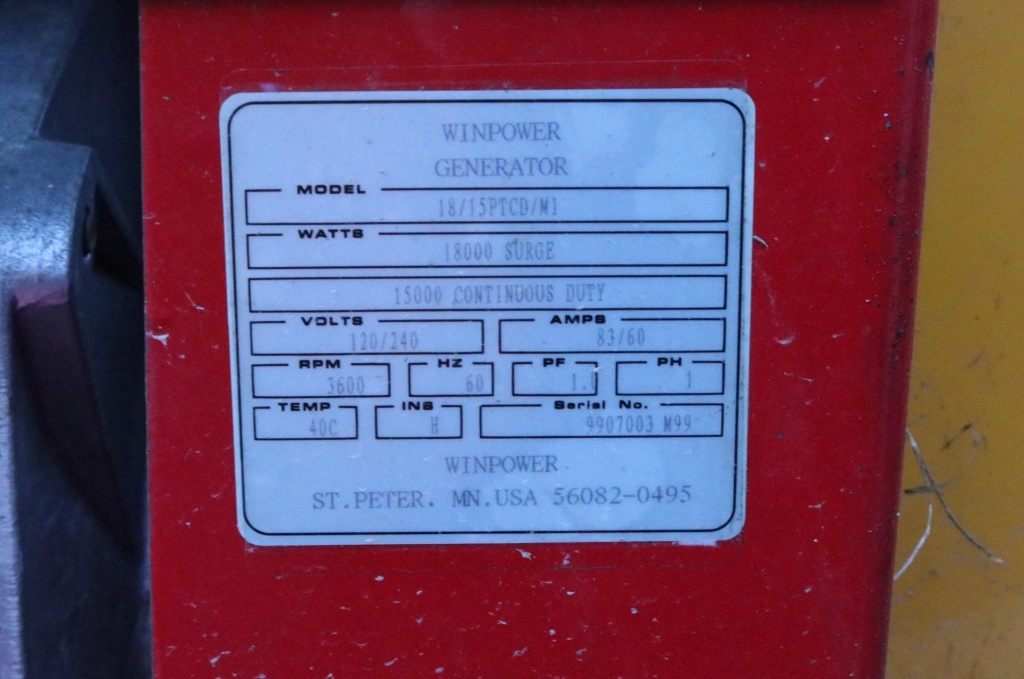 WINPOWER
GENERATOR
MODEL
18/15PTCD/M1
WATTS
18000 SURGE
15000 CONTINUOUS DUTY
VOLTS AMPS
120/240 83/60
RPM HZ PF PH
3600 60 1.0 1
TEMP INS Serial No.
40C H 9907003 M99
WINPOWER
ST.PETER. MN.USA 56082-0495